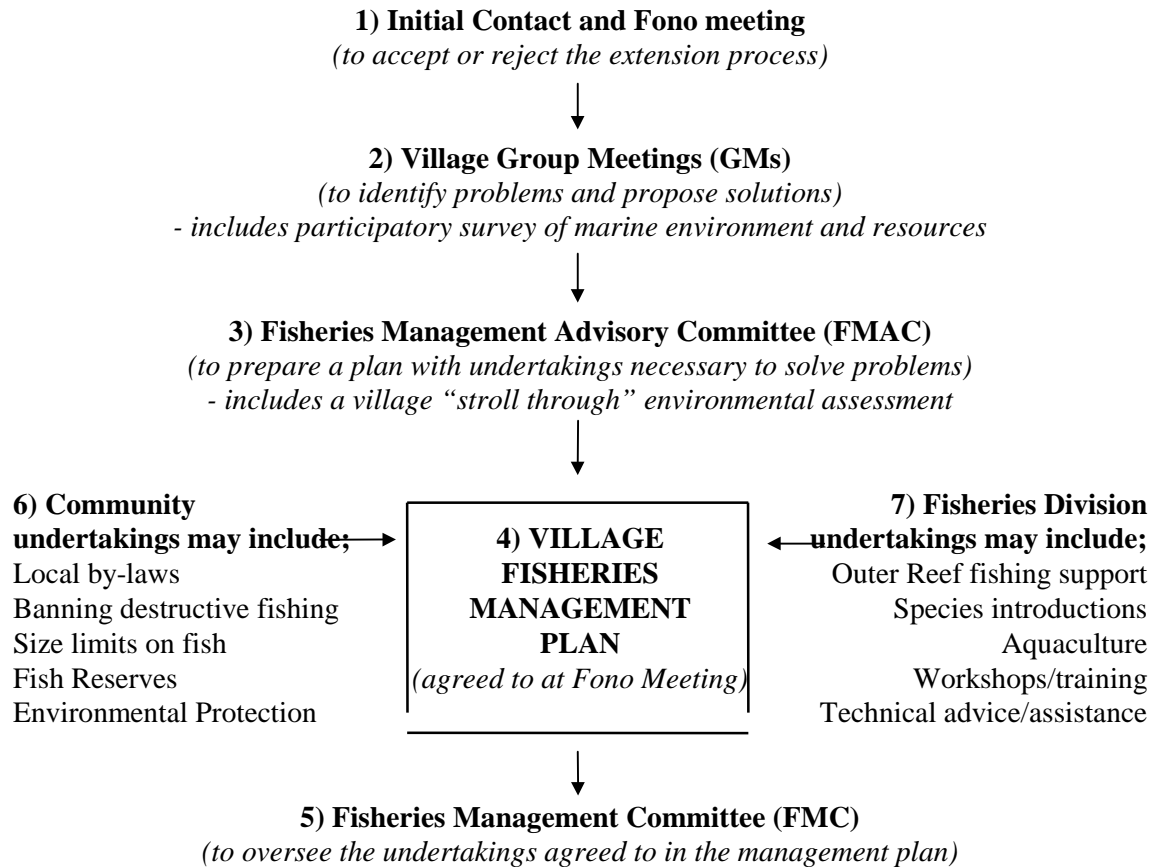 1) Initial Contact and Fono meeting
(to accept or reject the extension process)
2) Village Group Meetings (GMs)
(to identify problems and propose solutions)
- includes participatory survey of marine environment and resources
3) Fisheries Management Advisory Committee (FMAC)
(to prepare a plan with undertakings necessary to solve problems)
- includes a village “stroll through” environmental assessment
6) Community
undertakings may include;
Local by-laws
Banning destructive fishing
Size limits on fish
Fish Reserves
Environmental Protection
4) VILLAGE
FISHERIES
MANAGEMENT
PLAN
(agreed to at Fono Meeting)
7) Fisheries Division
undertakings may include;
Outer Reef fishing support
Species introductions
Aquaculture
Workshops/training
Technical advice/assistance
5) Fisheries Management Committee (FMC)
(to oversee the undertakings agreed to in the management plan)